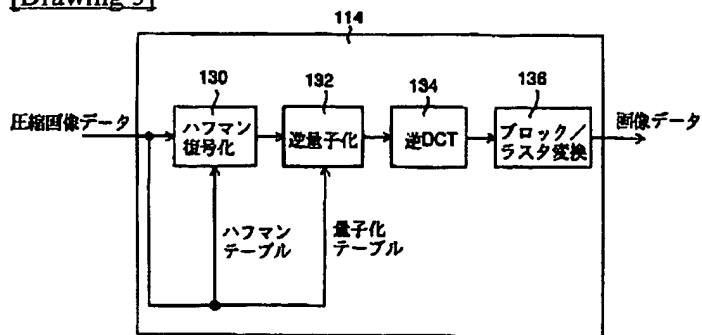 [Drawing 3]
114
130
132
134
136
圧縮画像データ
ハフマン
復号化
逆量子化
逆DCT
ブロック／
ラスタ変換
画像データ
ハフマン
テーブル
量子化
テーブル